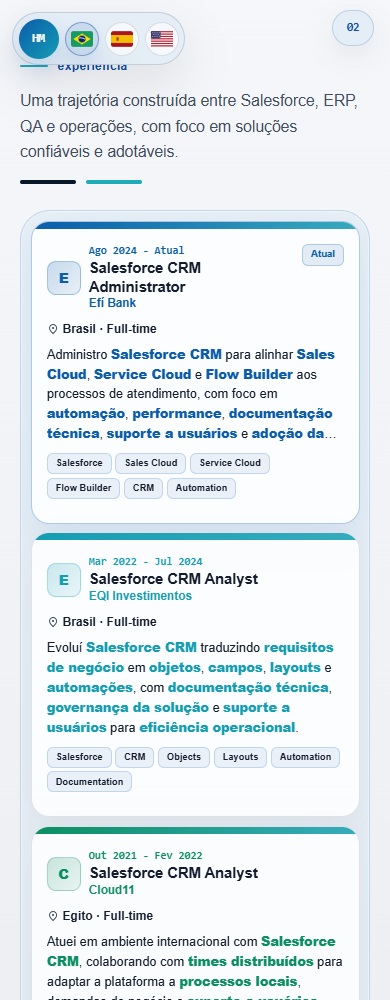 HM
02
experiência
Uma trajetória construída entre Salesforce, ERP,
QA e operações, com foco em soluções
confiáveis e adotáveis.
Ago 2024 - Atual
Atual
E
Salesforce CRM
Administrator
Efí Bank
Brasil · Full-time
Administro Salesforce CRM para alinhar Sales
Cloud, Service Cloud e Flow Builder aos
processos de atendimento, com foco em
automação, performance, documentação
técnica, suporte a usuários e adoção da…
Salesforce Sales Cloud Service Cloud
Flow Builder CRM Automation
Mar 2022 - Jul 2024
E
Salesforce CRM Analyst
EQI Investimentos
Brasil · Full-time
Evoluí Salesforce CRM traduzindo requisitos
de negócio em objetos, campos, layouts e
automações, com documentação técnica,
governança da solução e suporte a
usuários para eficiência operacional.
Salesforce CRM Objects Layouts Automation
Documentation
Out 2021 - Fev 2022
C
Salesforce CRM Analyst
Cloud11
Egito · Full-time
Atuei em ambiente internacional com Salesforce
CRM, colaborando com times distribuídos para
adaptar a plataforma a processos locais,
demandas de negócio e suporte a usuários